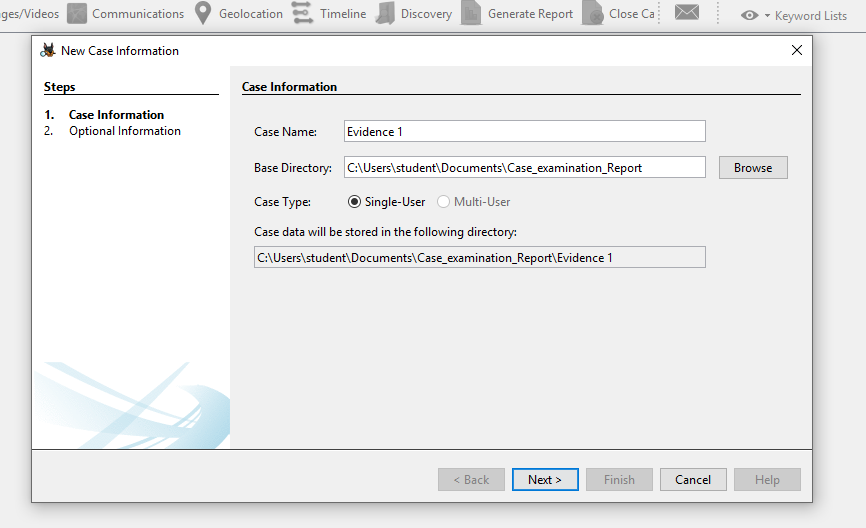 ges/Videos Communications Geolocation Timeline Discovery Generate Report Close Ca Keyword Lists
New Case Information
Steps
1. Case Information
2. Optional Information
Case Information
Case Name: Evidence 1
Base Directory: C:\Users\student\Documents\Case_examination_Report Browse
Case Type: Single-User Multi-User
Case data will be stored in the following directory:
C:\Users\student\Documents\Case_examination_Report\Evidence 1
< Back Next > Finish Cancel Help